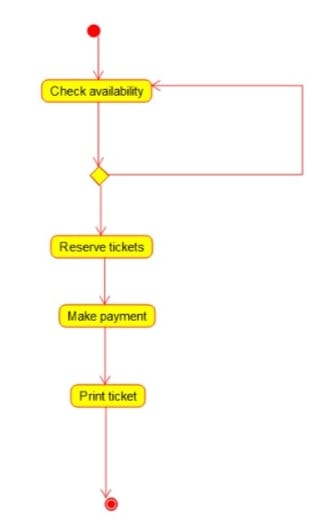 Check availability
Reserve tickets
Make payment
Print ticket